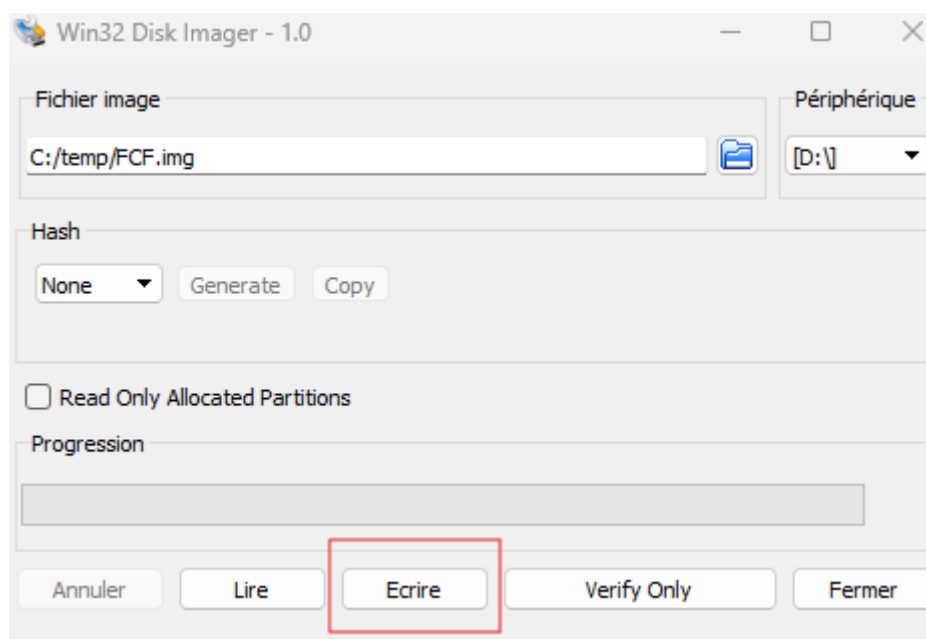 Win32 Disk Imager - 1.0
Fichier image Périphérique
C:/temp/FCF.img [D:\]
Hash
None Generate Copy
Read Only Allocated Partitions
Progression
Annuler Lire Ecrire Verify Only Fermer